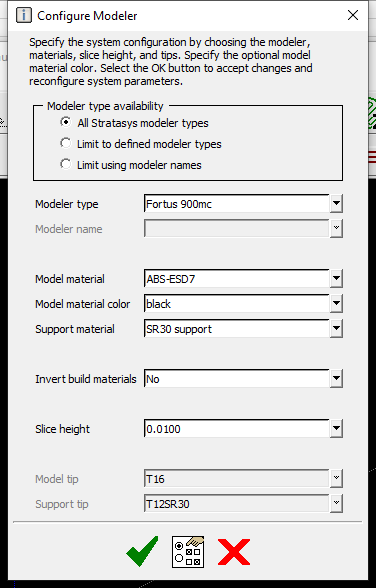 Configure Modeler
Specify the system configuration by choosing the modeler,
materials, slice height, and tips. Specify the optional model
material color. Select the OK button to accept changes and
reconfigure system parameters.
Modeler type availability
All Stratasys modeler types
Limit to defined modeler types
Limit using modeler names
Modeler type Fortus 900mc
Modeler name
Model material ABS-ESD7
Model material color black
Support material SR30 support
Invert build materials No
Slice height 0.0100
Model tip T16
Support tip T12SR30